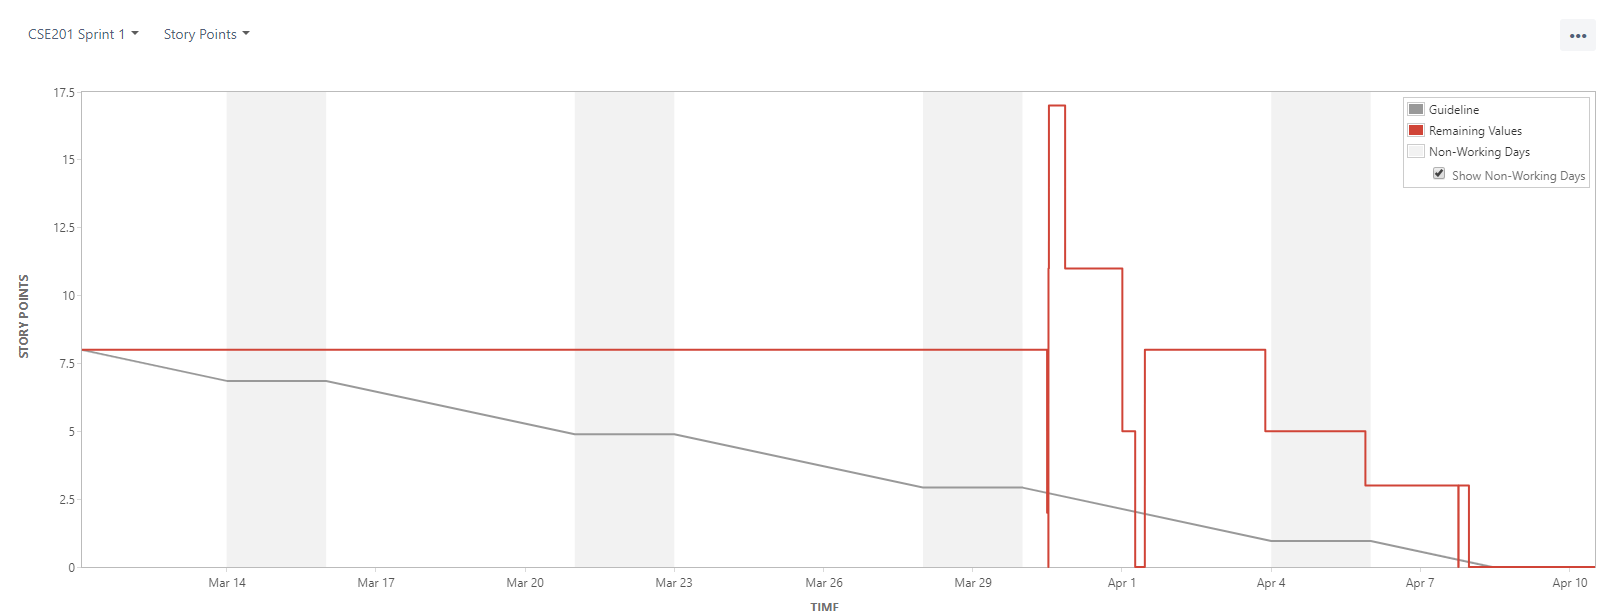 CSE201 Sprint 1 Story Points
17.5
15
12.5
10
7.5
5
2.5
0
STORY POINTS
Guideline
Remaining Values
Non-Working Days
Show Non-Working Days
Mar 14 Mar 17 Mar 20 Mar 23 Mar 26 Mar 29 Apr 1 Apr 4 Apr 7 Apr 10
TIME